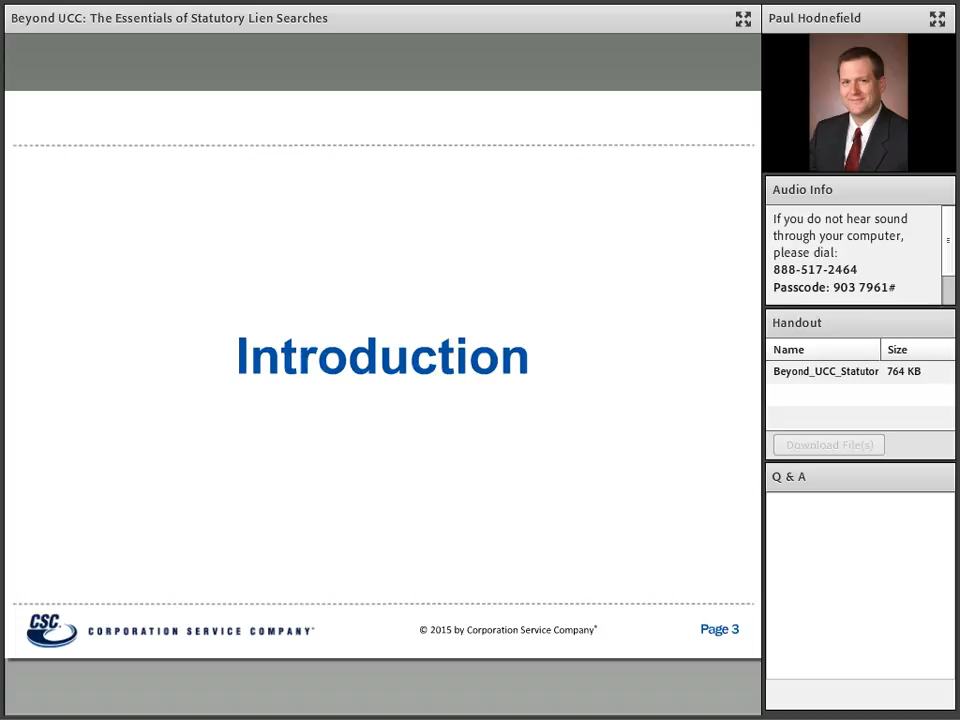 Beyond UCC: The Essentials of Statutory Lien Searches
Introduction
CSC.
CORPORATION SERVICE COMPANY®
© 2015 by Corporation Service Company®
Page 3
Paul Hodnefield
Audio Info
If you do not hear sound
through your computer,
please dial:
888-517-2464
Passcode: 903 7961#
Handout
Name Size
Beyond_UCC_Statutor 764 KB
Download File(s)
Q & A